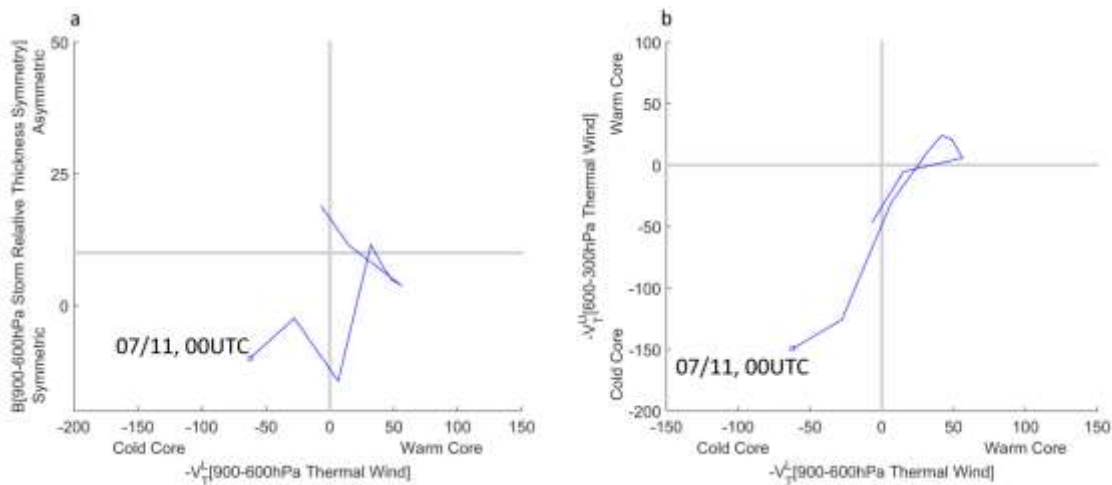 a
50
25
0
B[900-600hPa Storm Relative Thickness Symmetry]
Symmetric
Asymmetric
07/11, 00UTC
-200
-100
-50
0
50
100
150
Cold Core
Warm Core
-V_T^L[900-600hPa Thermal Wind]
b
100
50
0
-50
-100
-150
-200
-V_T^U[600-300hPa Thermal Wind]
Cold Core
Warm Core
07/11, 00UTC
-150
-100
-50
0
50
100
150
Cold Core
Warm Core
-V_T^L[900-600hPa Thermal Wind]